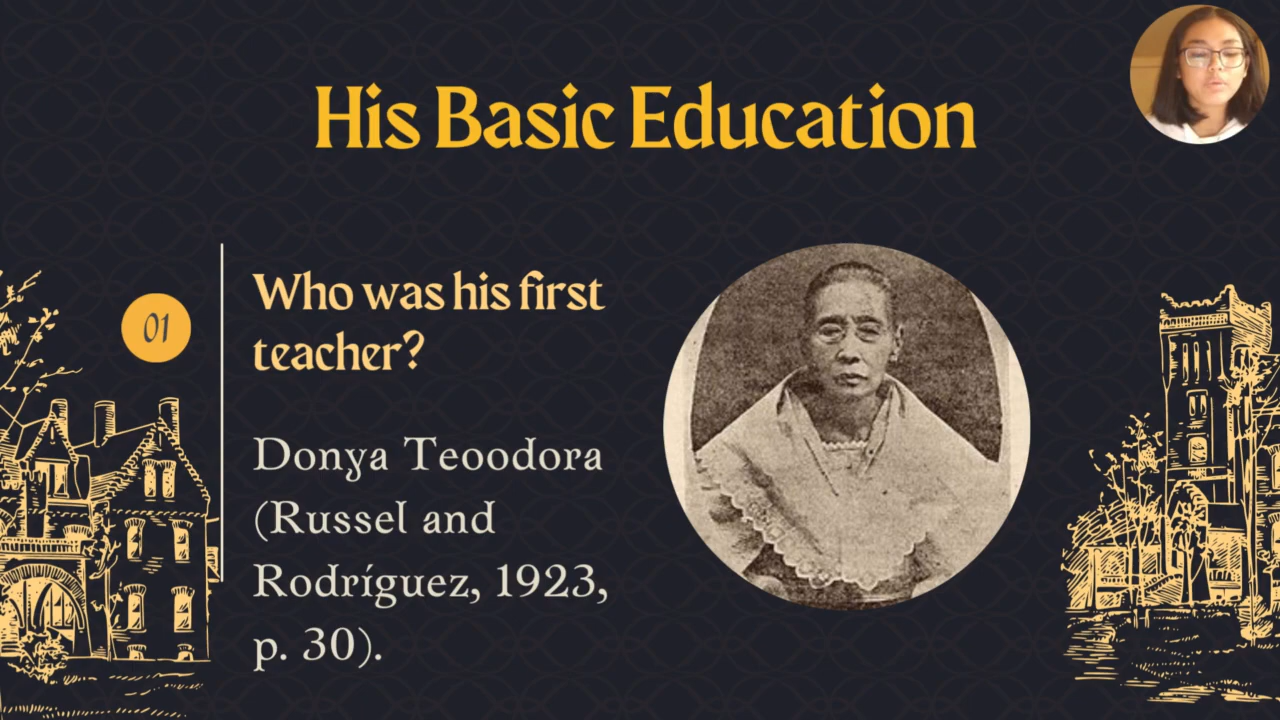 His Basic Education
01
Who was his first
teacher?
Donya Teoodora
(Russel and
Rodríguez, 1923,
p. 30).